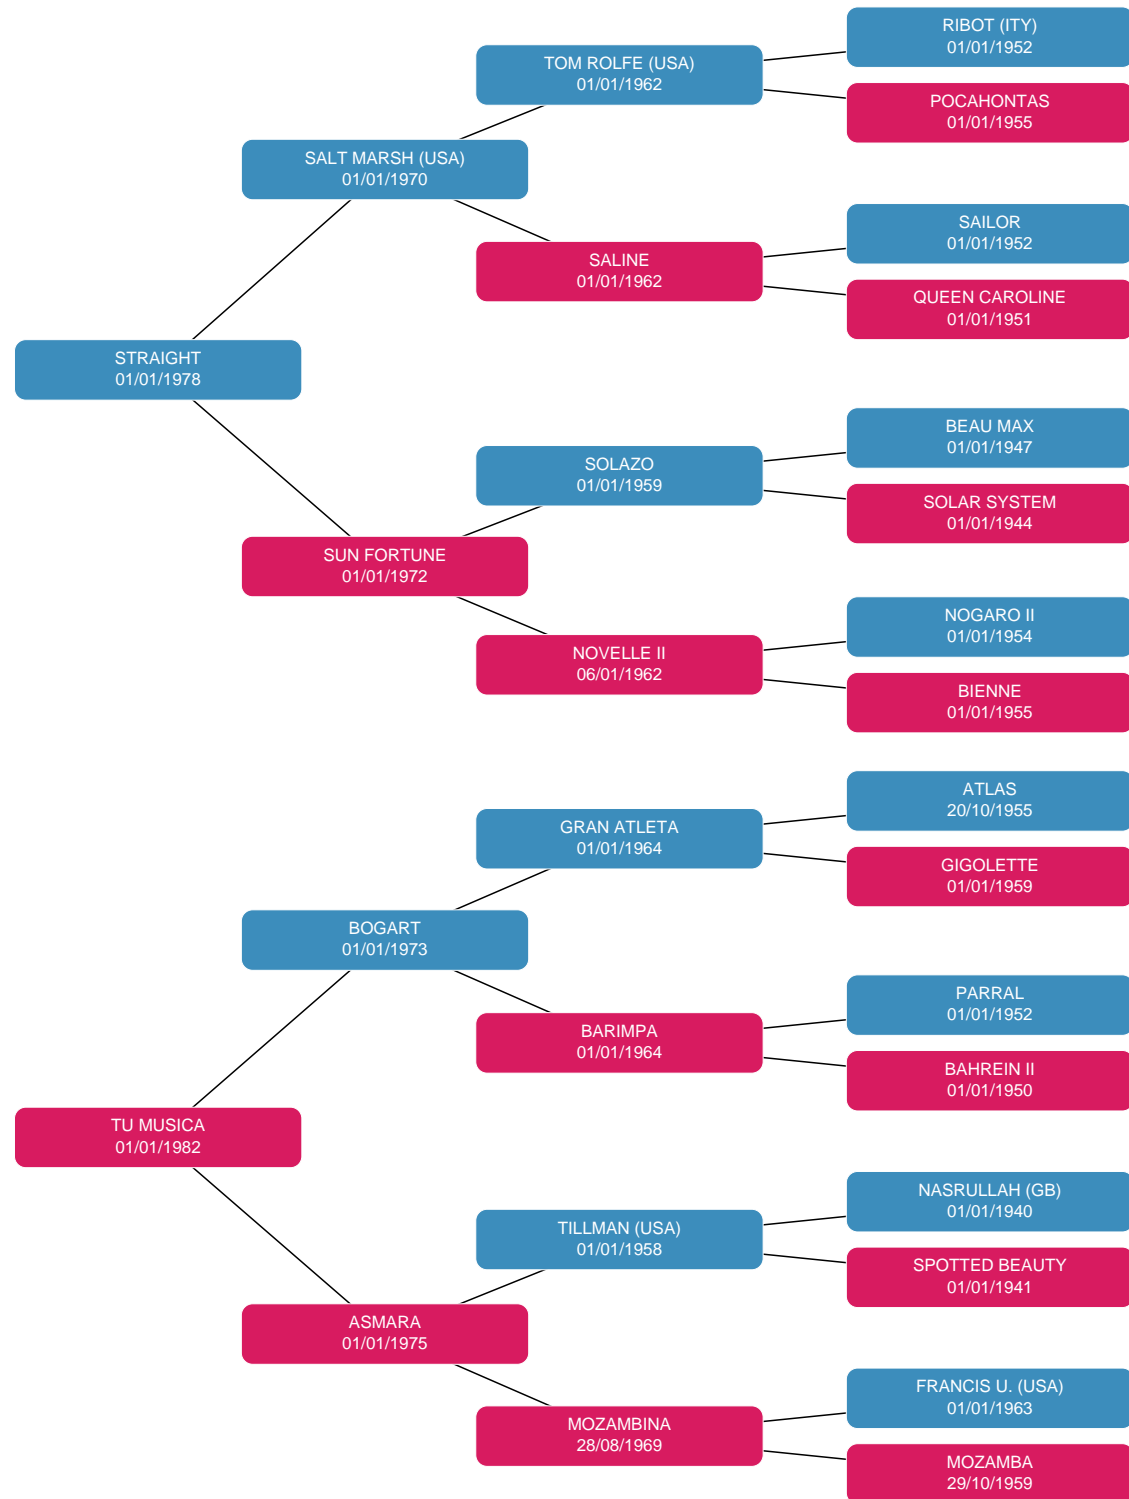 RIBOT (ITY)
01/01/1952
TOM ROLFE (USA)
01/01/1962
POCAHONTAS
01/01/1955
SALT MARSH (USA)
01/01/1970
SAILOR
01/01/1952
SALINE
01/01/1962
QUEEN CAROLINE
01/01/1951
STRAIGHT
01/01/1978
BEAU MAX
01/01/1947
SOLAZO
01/01/1959
SOLAR SYSTEM
01/01/1944
SUN FORTUNE
01/01/1972
NOGARO II
01/01/1954
NOVELLE II
06/01/1962
BIENNE
01/01/1955
ATLAS
20/10/1955
GRAN ATLETA
01/01/1964
GIGOLETTE
01/01/1959
BOGART
01/01/1973
PARRAL
01/01/1952
BARIMPA
01/01/1964
BAHREIN II
01/01/1950
TU MUSICA
01/01/1982
NASRULLAH (GB)
01/01/1940
TILLMAN (USA)
01/01/1958
SPOTTED BEAUTY
01/01/1941
ASMARA
01/01/1975
FRANCIS U. (USA)
01/01/1963
MOZAMBINA
28/08/1969
MOZAMBA
29/10/1959